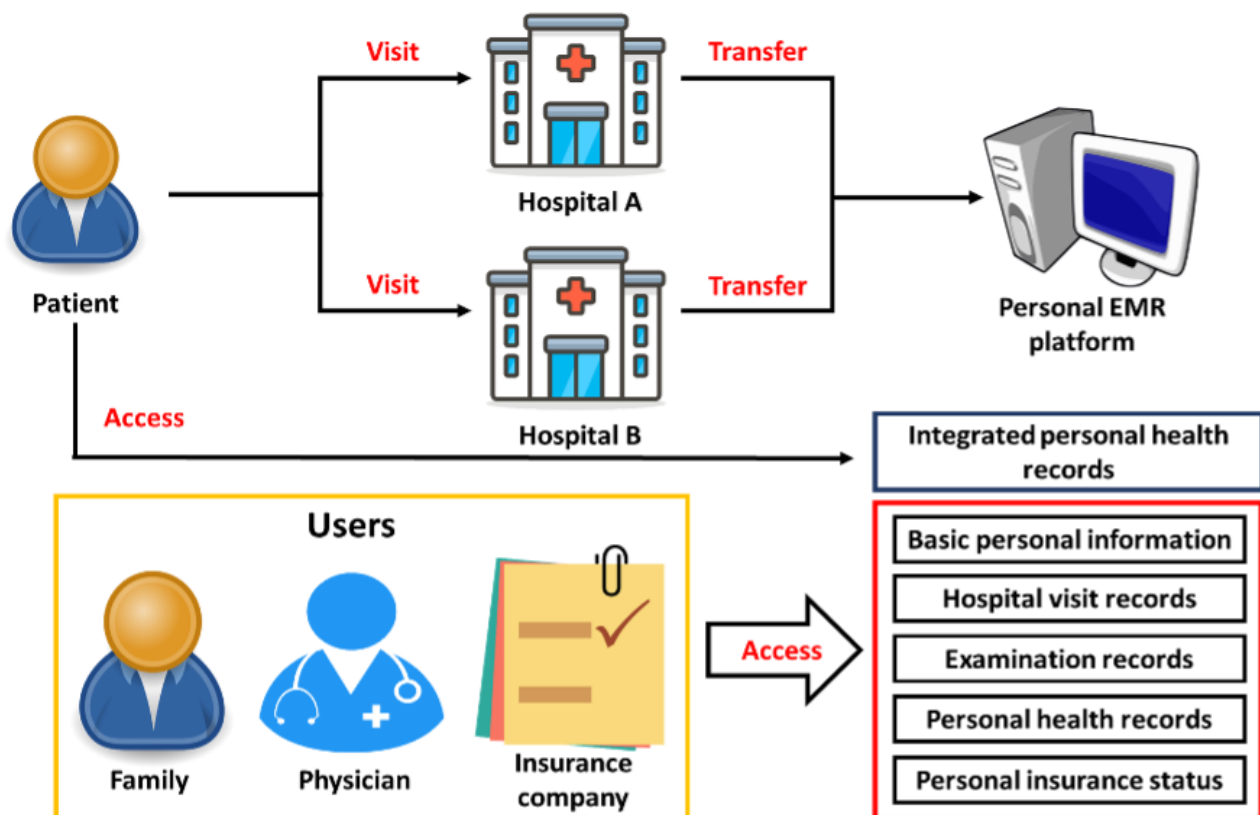 Visit
Transfer
Hospital A
Patient
Visit
Transfer
Personal EMR
platform
Access
Hospital B
Integrated personal health
records
Users
Family
Physician
Insurance
company
Access
Basic personal information
Hospital visit records
Examination records
Personal health records
Personal insurance status